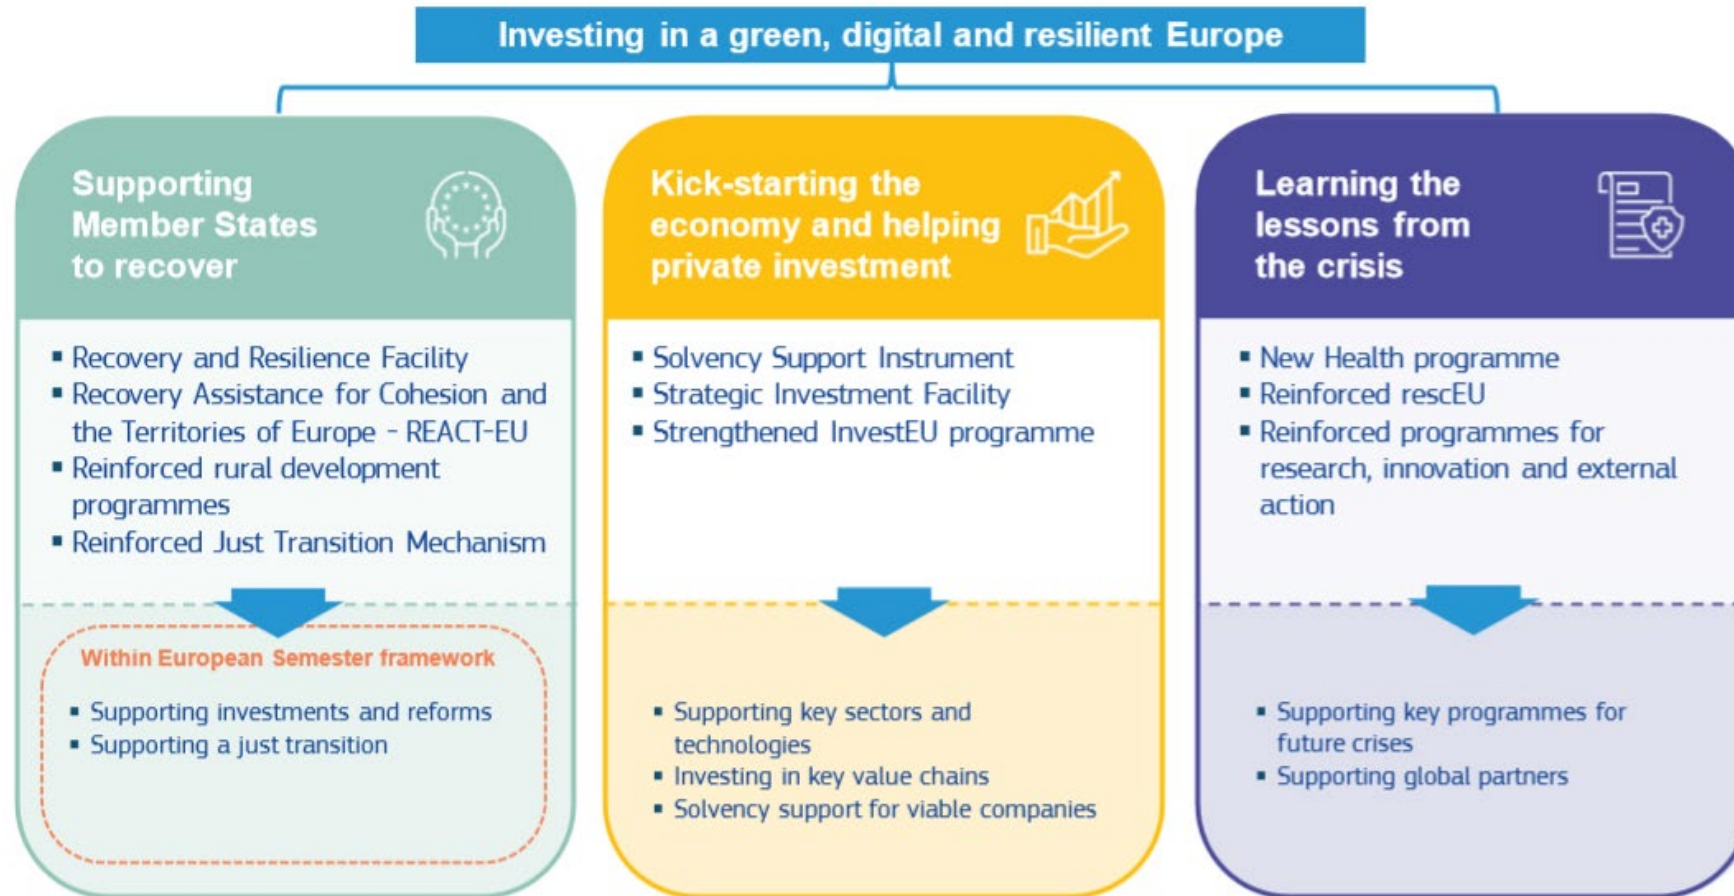 Investing in a green, digital and resilient Europe
Supporting
Member States
to recover
▪ Recovery and Resilience Facility
▪ Recovery Assistance for Cohesion and
the Territories of Europe - REACT-EU
▪ Reinforced rural development
programmes
▪ Reinforced Just Transition Mechanism
Within European Semester framework
▪ Supporting investments and reforms
▪ Supporting a just transition
Kick-starting the
economy and helping
private investment
▪ Solvency Support Instrument
▪ Strategic Investment Facility
▪ Strengthened InvestEU programme
▪ Supporting key sectors and
technologies
▪ Investing in key value chains
▪ Solvency support for viable companies
Learning the
lessons from
the crisis
▪ New Health programme
▪ Reinforced rescEU
▪ Reinforced programmes for
research, innovation and external
action
▪ Supporting key programmes for
future crises
▪ Supporting global partners